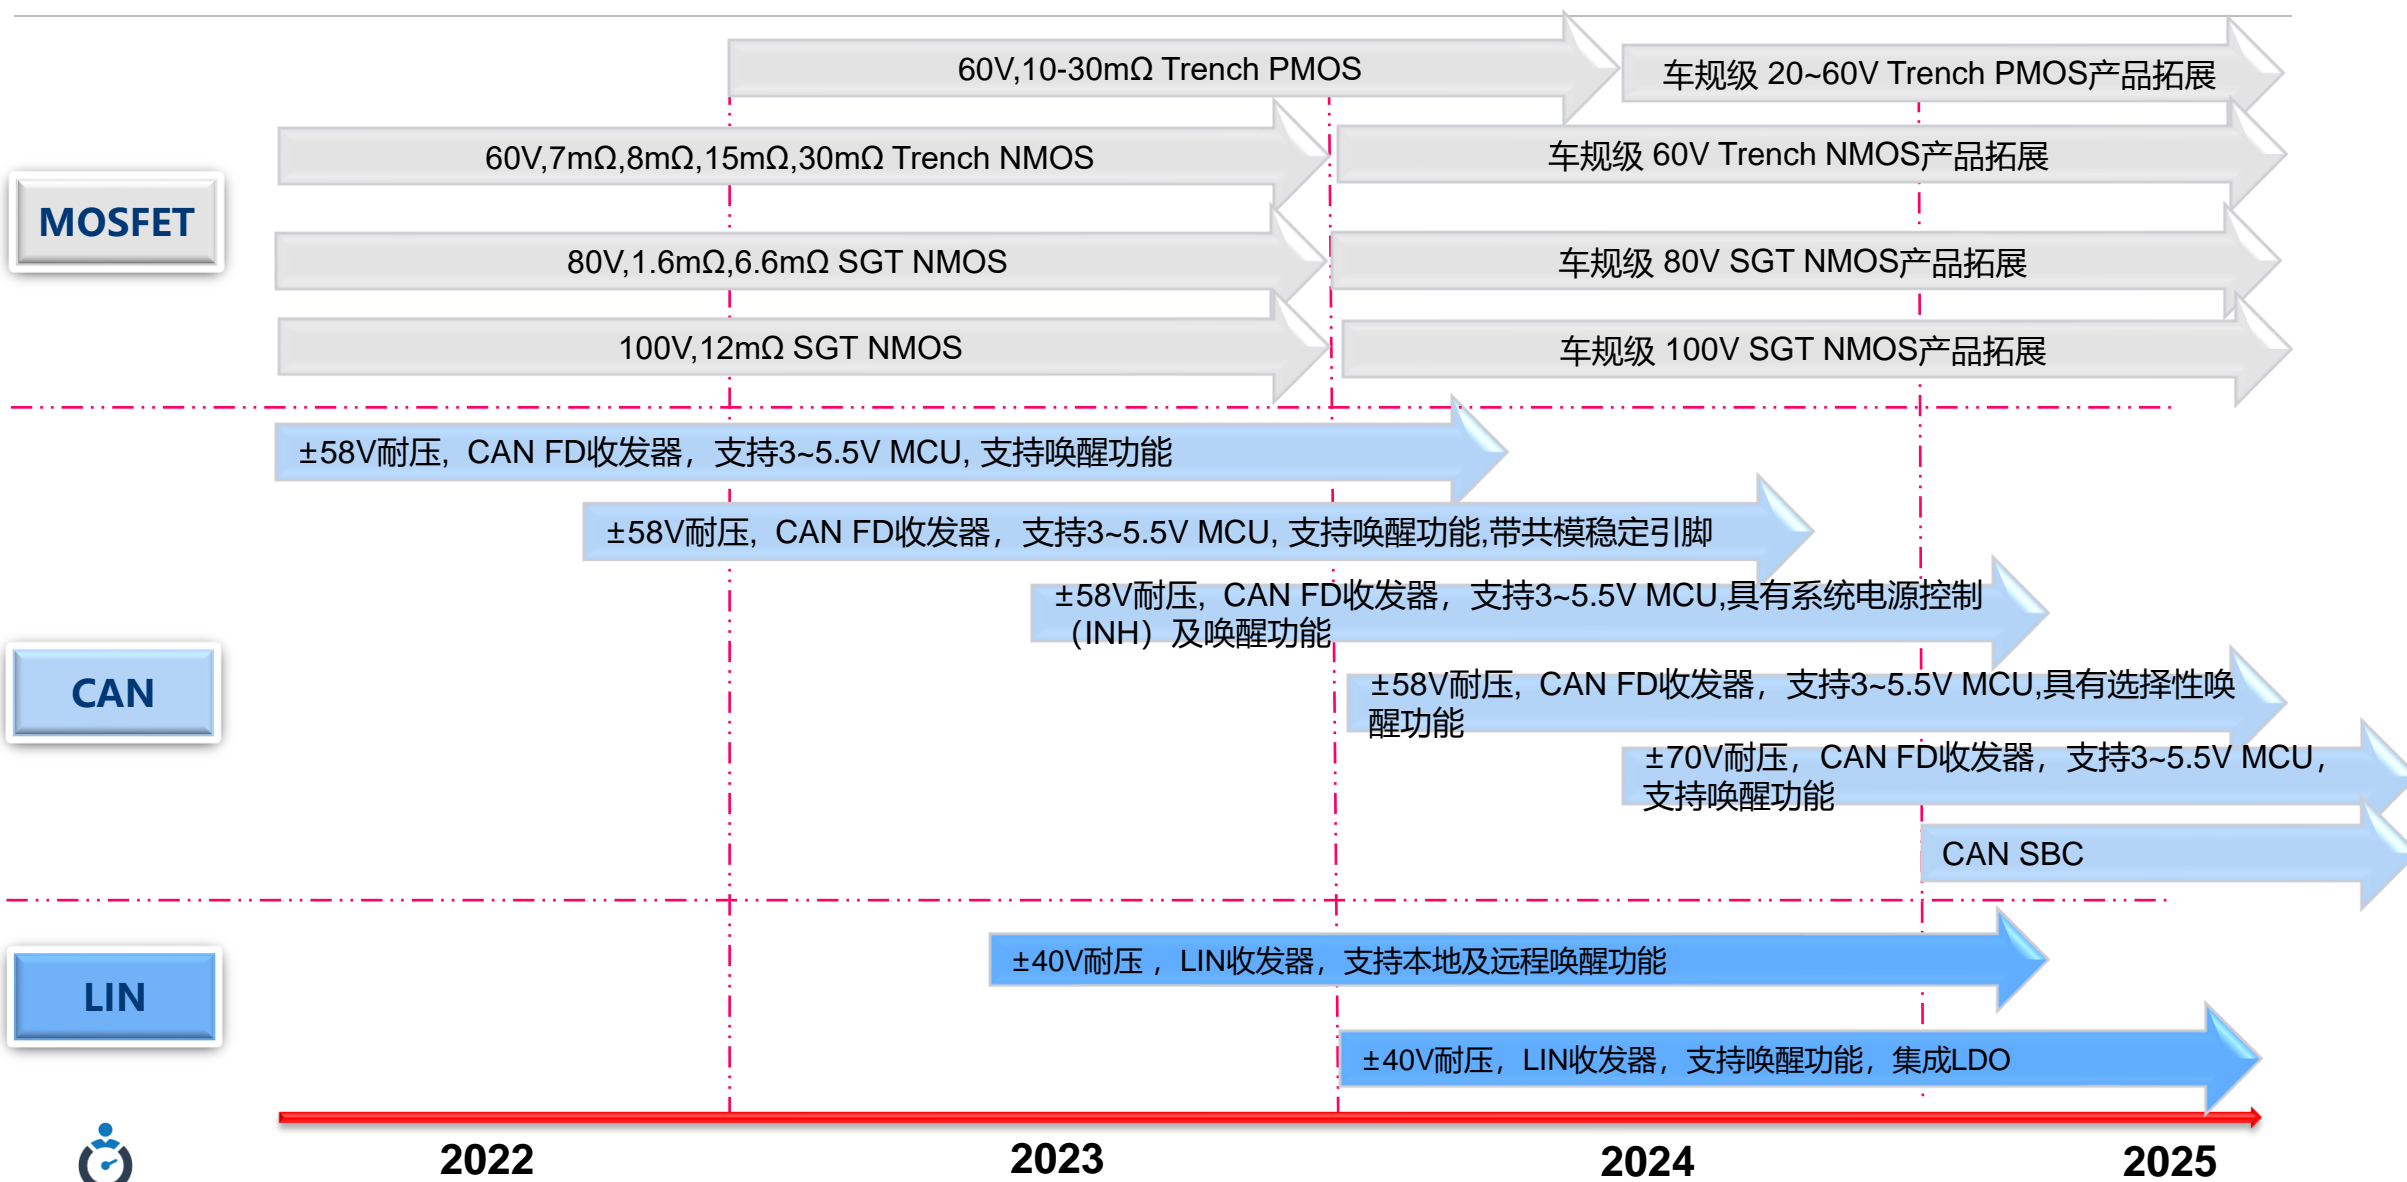 60V,10-30mΩ Trench PMOS
车规级 20~60V Trench PMOS产品拓展
60V,7mΩ,8mΩ,15mΩ,30mΩ Trench NMOS
车规级 60V Trench NMOS产品拓展
MOSFET
80V,1.6mΩ,6.6mΩ SGT NMOS
车规级 80V SGT NMOS产品拓展
100V,12mΩ SGT NMOS
车规级 100V SGT NMOS产品拓展
±58V耐压, CAN FD收发器，支持3~5.5V MCU, 支持唤醒功能
±58V耐压, CAN FD收发器，支持3~5.5V MCU, 支持唤醒功能,带共模稳定引脚
±58V耐压, CAN FD收发器，支持3~5.5V MCU,具有系统电源控制
（INH）及唤醒功能
CAN
±58V耐压, CAN FD收发器，支持3~5.5V MCU,具有选择性唤
醒功能
±70V耐压，CAN FD收发器，支持3~5.5V MCU，
支持唤醒功能
CAN SBC
±40V耐压 ，LIN收发器，支持本地及远程唤醒功能
LIN
±40V耐压，LIN收发器，支持唤醒功能，集成LDO
2022
2023
2024
2025